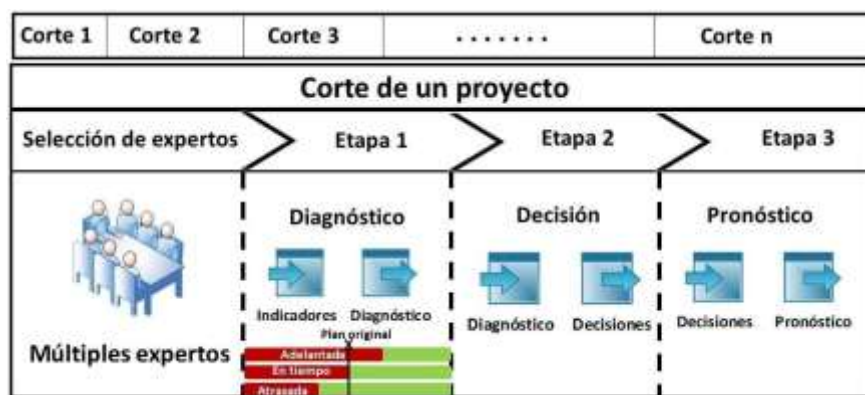 Corte 1 Corte 2 Corte 3 ....... Corte n
Corte de un proyecto
Selección de expertos Etapa 1 Etapa 2 Etapa 3
Diagnóstico Decisión Pronóstico
Indicadores Diagnóstico Diagnóstico Decisiones Decisiones Pronóstico
Plan original
Múltiples expertos
Adelantada
En tiempo
Atrasada